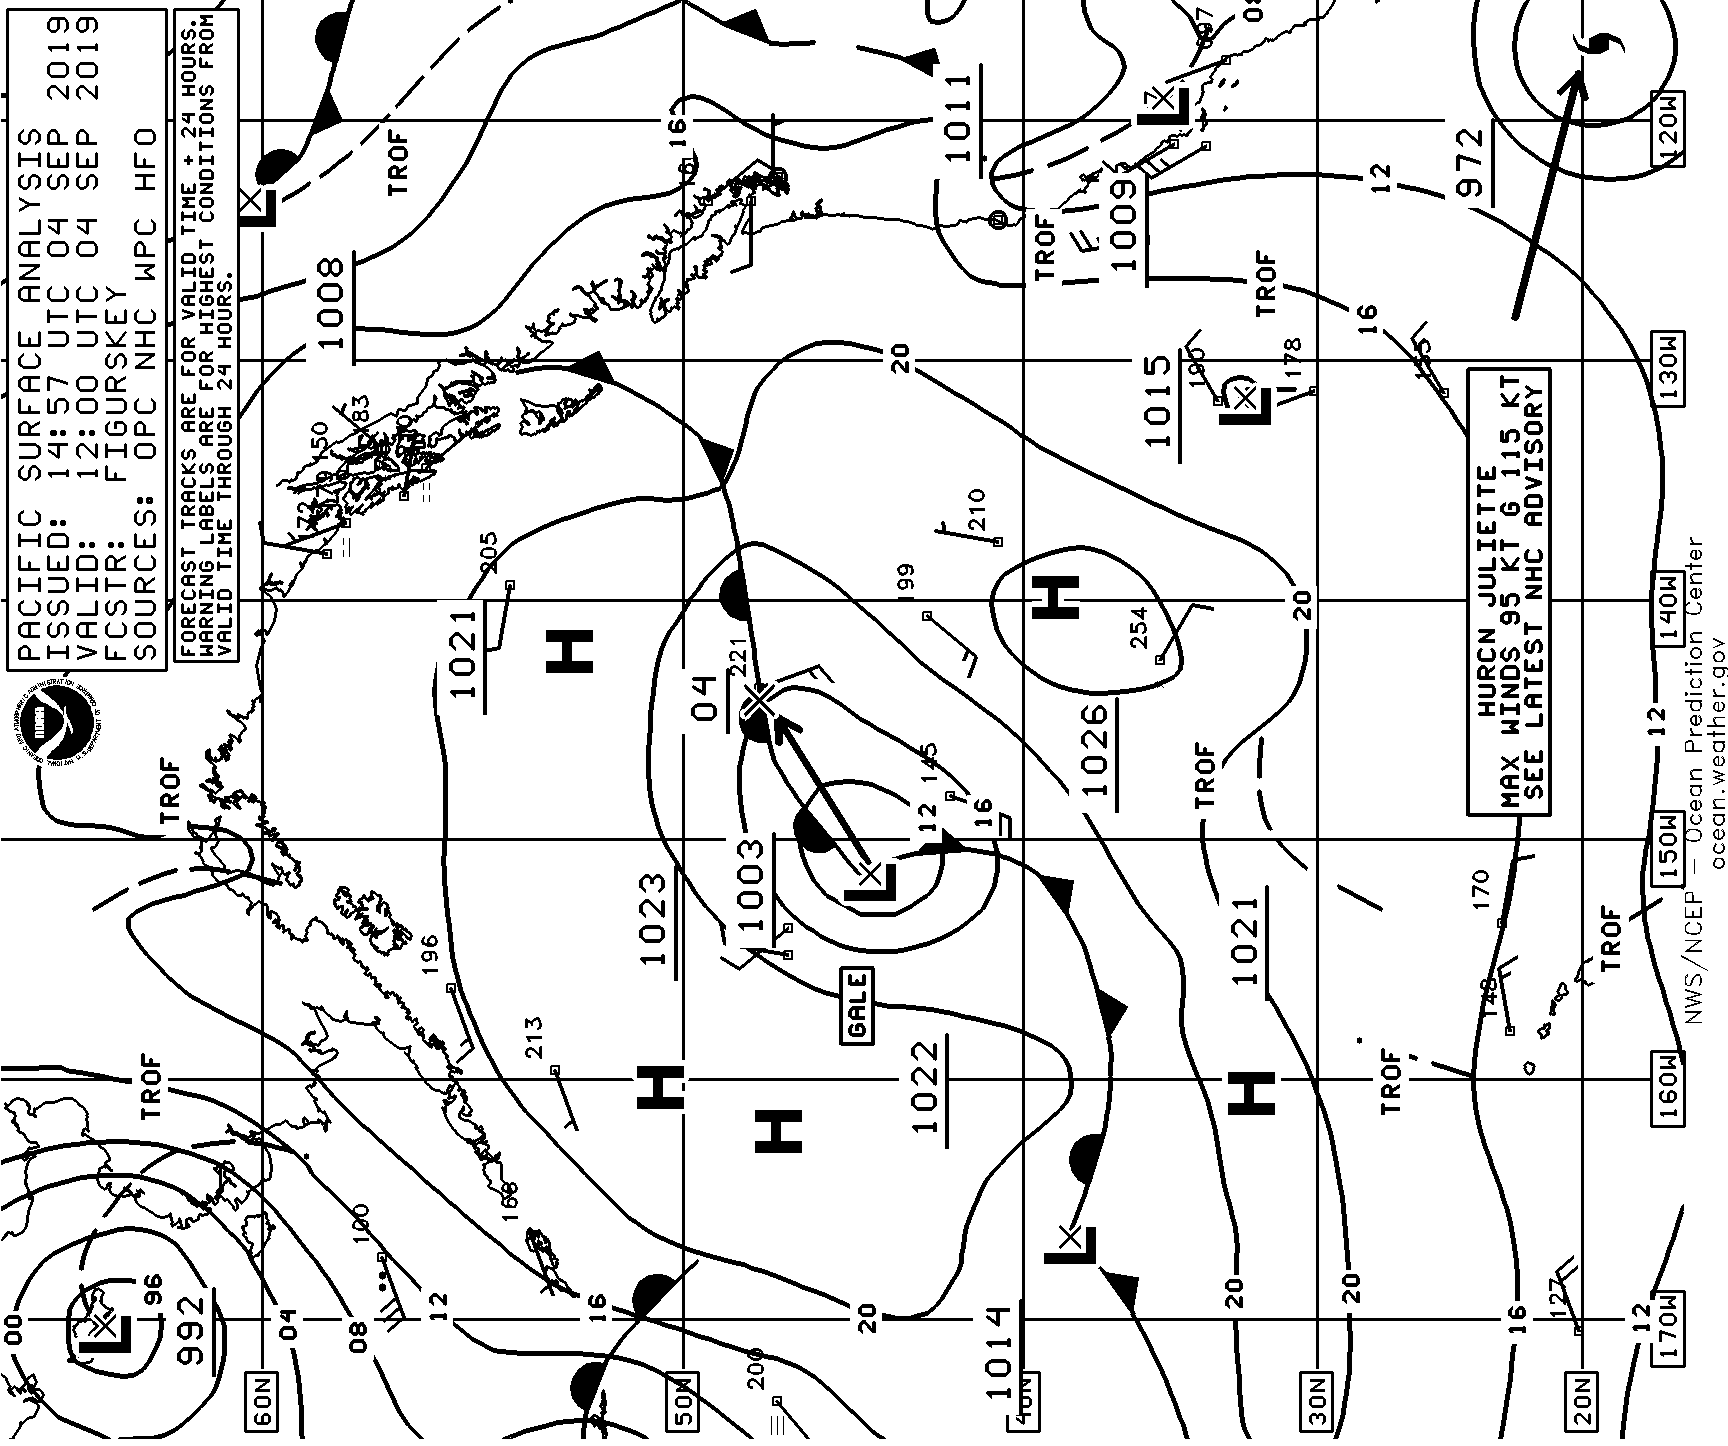 PACIFIC SURFACE ANALYSIS
ISSUED: 14:57 UTC 04 SEP 2019
VALID: 12:00 UTC 04 SEP 2019
FCSTR: FIGURSKEY
SOURCES: OPC NHC WPC HFO
FORECAST TRACKS ARE FOR VALID TIME + 24 HOURS.
WARNING LABELS ARE FOR HIGHEST CONDITIONS FROM
VALID TIME THROUGH 24 HOURS.
NOAA
00
L
96
992
04
08
12
16
TROF
100
168
60N
TROF
L
TROF
1008
16
150
83
72
205
1021
H
196
213
1023
H
H
1022
GALE
1003
L
04
221
12
16
145
199
210
H
254
1026
20
20
20
200
50N
1014
40N
L
1011
L
1009
TROF
12
16
TROF
1015
L
190
178
972
HURCN JULIETTE
MAX WINDS 95 KT G 115 KT
SEE LATEST NHC ADVISORY
TROF
1021
H
TROF
TROF
170
148
127
20
20
16
12
12
30N
20N
120W
130W
140W
150W
160W
170W
NWS/NCEP – Ocean Prediction Center
ocean.weather.gov